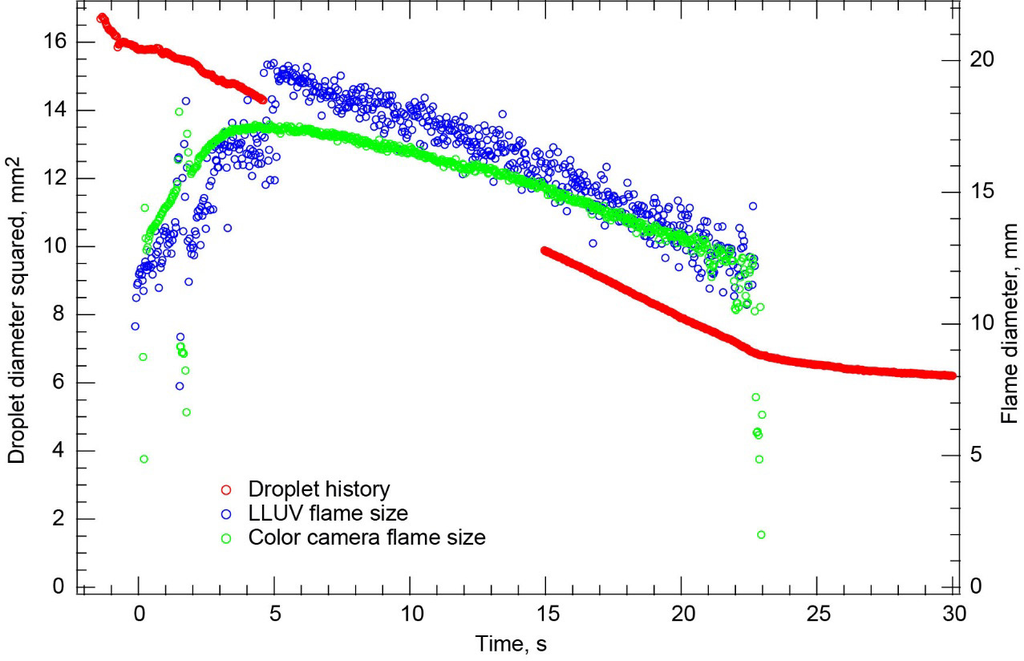 16
14
12
10
8
6
4
2
0
Droplet diameter squared, mm2
20
15
10
5
0
Flame diameter, mm
Droplet history
LLUV flame size
Color camera flame size
0 5 10 15 20 25 30
Time, s